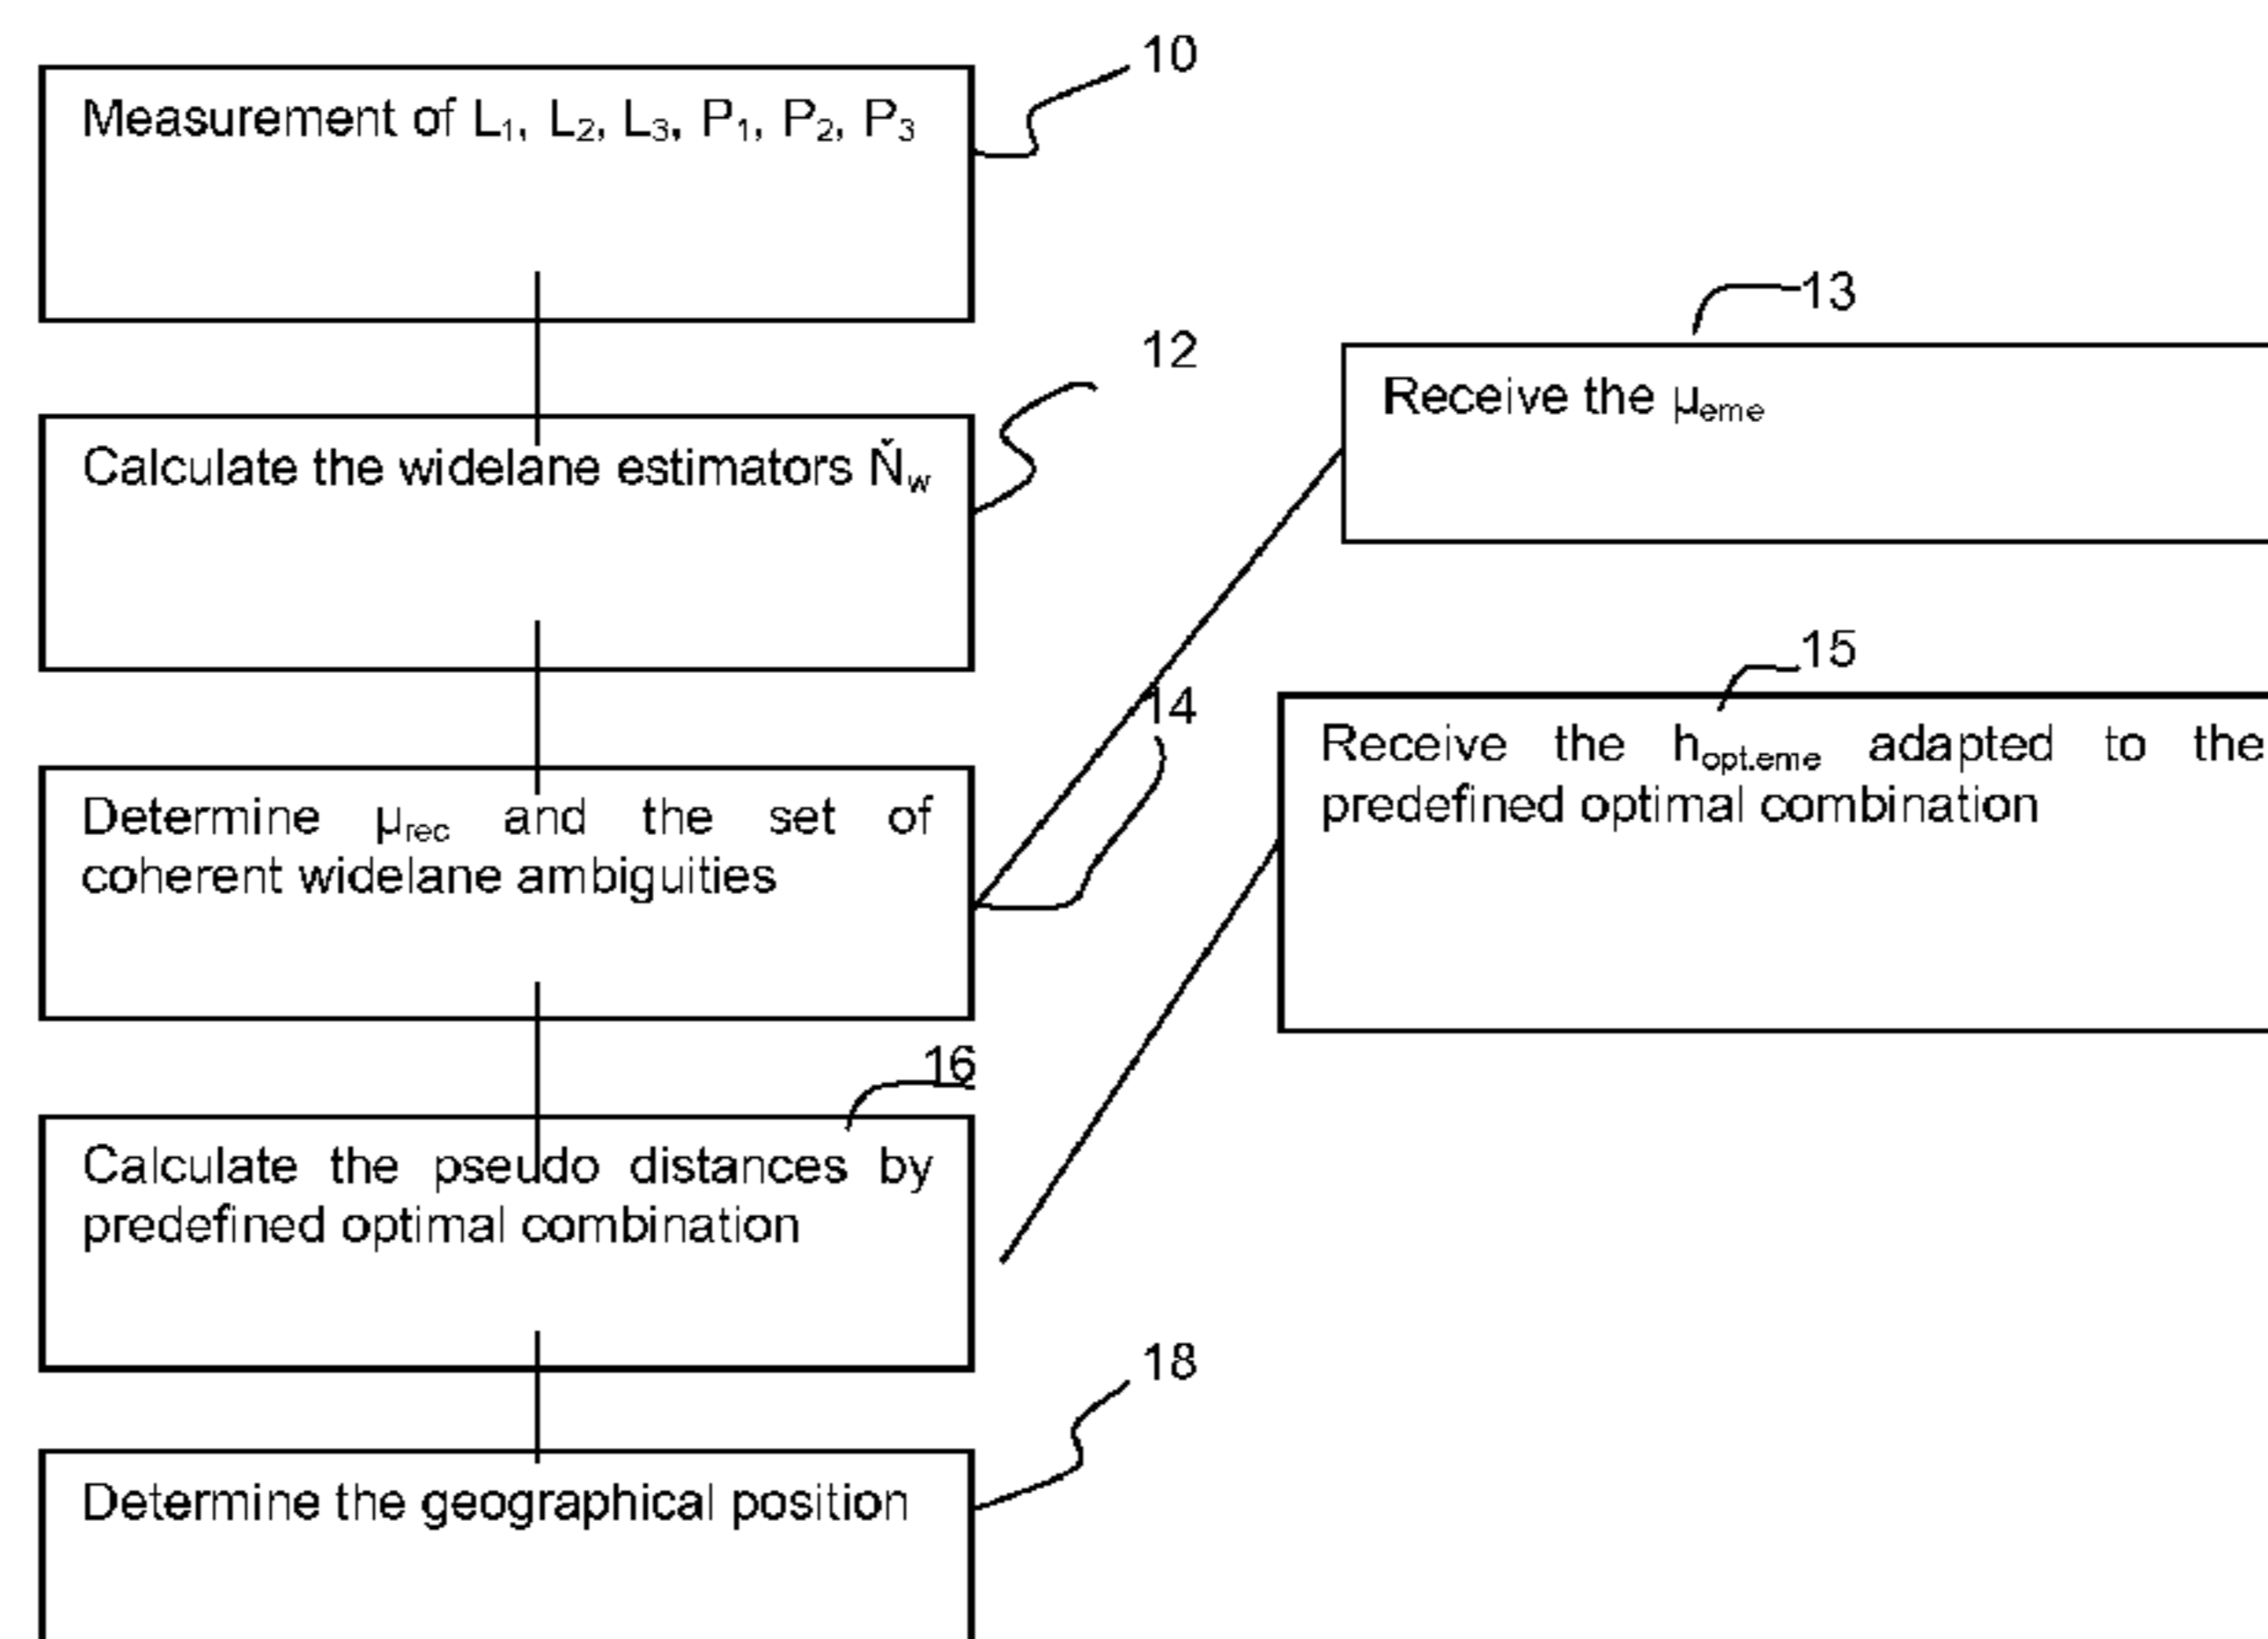 10
Measurement of L₁, L₂, L₃, P₁, P₂, P₃
12
Calculate the widelane estimators Ňw
13
Receive the μeme
14
Determine μrec and the set of
coherent widelane ambiguities
15
Receive the hopt.eme adapted to the
predefined optimal combination
16
Calculate the pseudo distances by
predefined optimal combination
18
Determine the geographical position